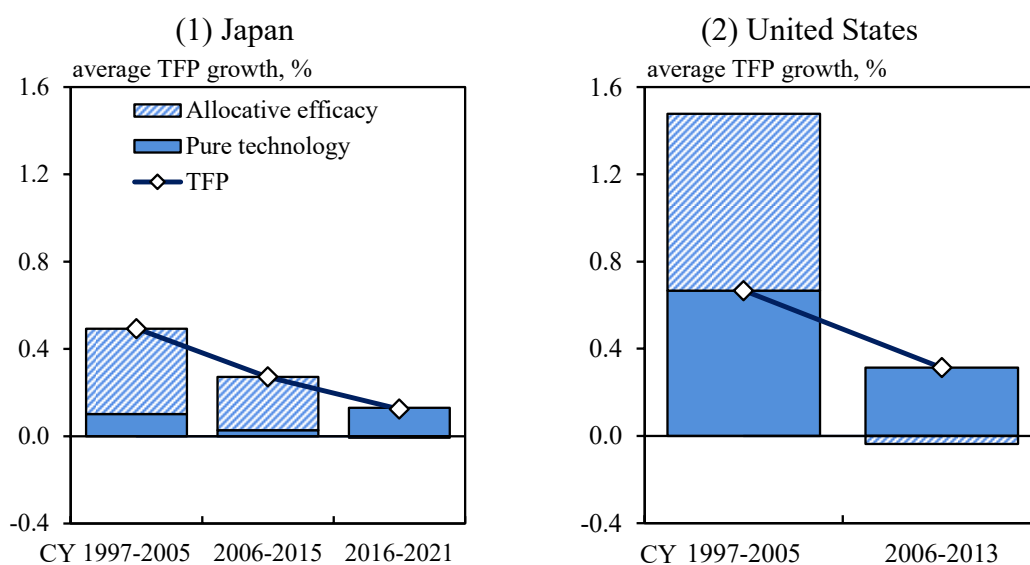 (1) Japan
average TFP growth, %
1.6
1.2
0.8
0.4
0.0
-0.4
Allocative efficacy
Pure technology
TFP
CY 1997-2005 2006-2015 2016-2021
(2) United States
average TFP growth, %
1.6
1.2
0.8
0.4
0.0
-0.4
CY 1997-2005 2006-2013